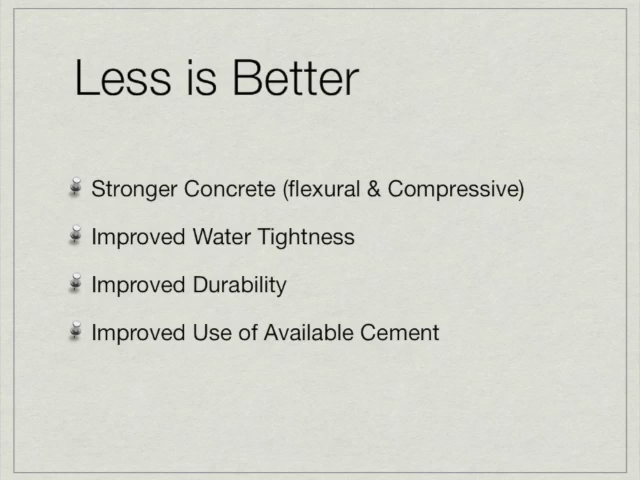 Less is Better
Stronger Concrete (flexural & Compressive)
Improved Water Tightness
Improved Durability
Improved Use of Available Cement